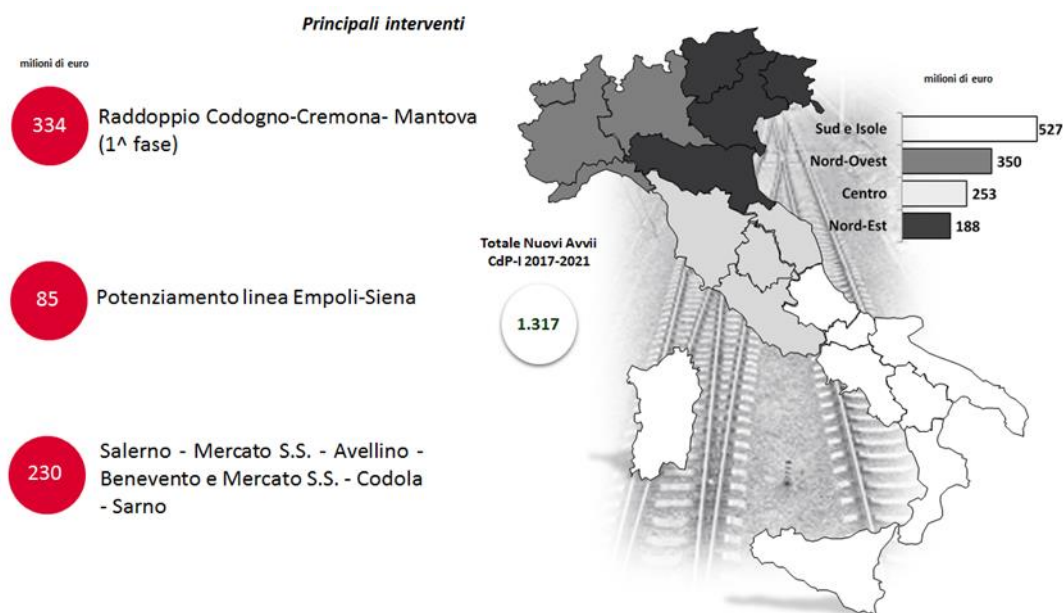 Principali interventi
milioni di euro
334
Raddoppio Codogno-Cremona- Mantova
(1^ fase)
85
Potenziamento linea Empoli-Siena
230
Salerno - Mercato S.S. - Avellino -
Benevento e Mercato S.S. - Codola
- Sarno
Totale Nuovi Avvii
CdP-I 2017-2021
1.317
milioni di euro
Sud e Isole 527
Nord-Ovest 350
Centro 253
Nord-Est 188